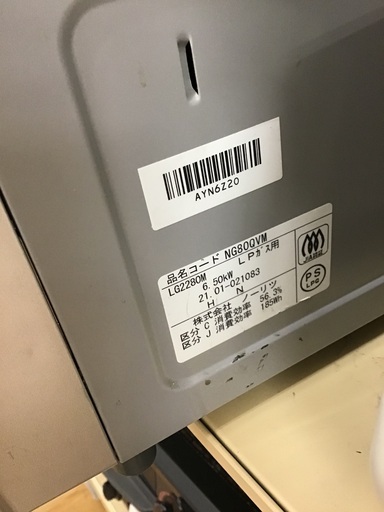 AYN6Z20
品名コード NG80QVM
LG2280M LPガス用
6.50kW
21.01-021083
H N
株式会社 ノーリツ
区分 C 消費効率 56.3%
区分 J 消費効率 185Wh
PS
LPG